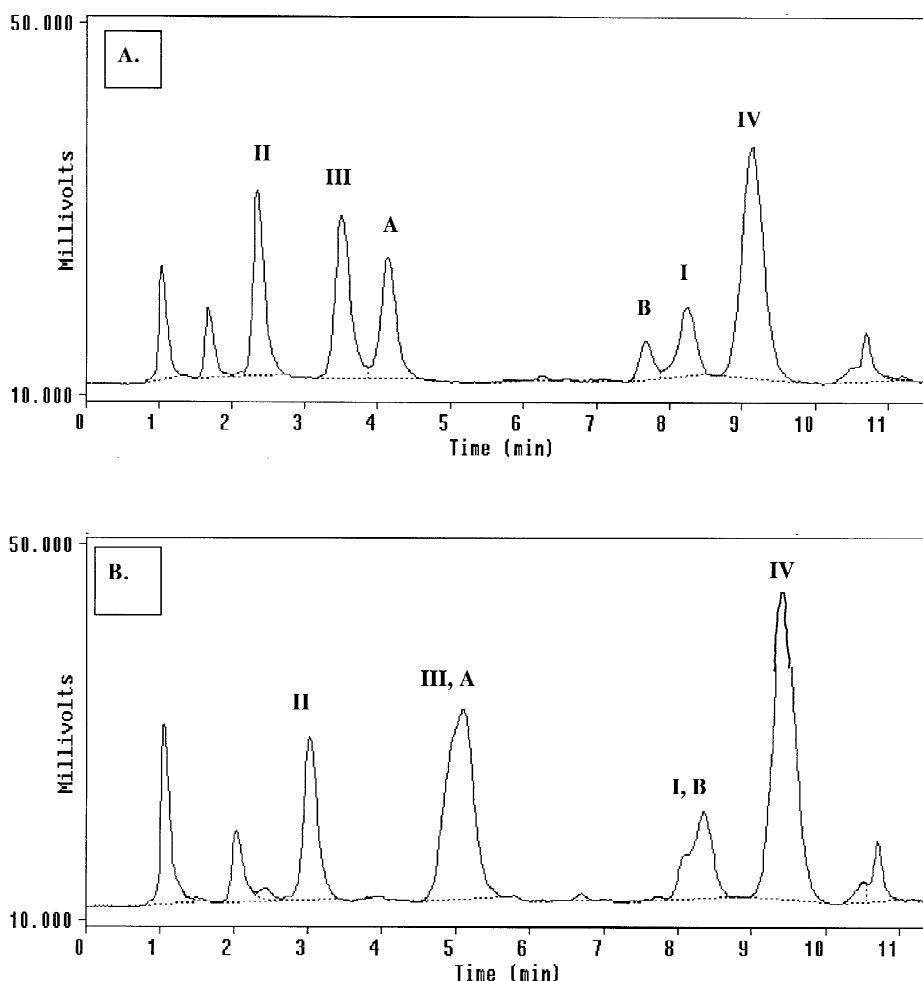 50.000
A.
IV
II
III
A
I
B
Millivolts
10.000
0 1 2 3 4 5 6 7 8 9 10 11
Time (min)
50.000
B.
IV
III, A
II
I, B
Millivolts
10.000
0 1 2 3 4 5 6 7 8 9 10 11
Time (min)